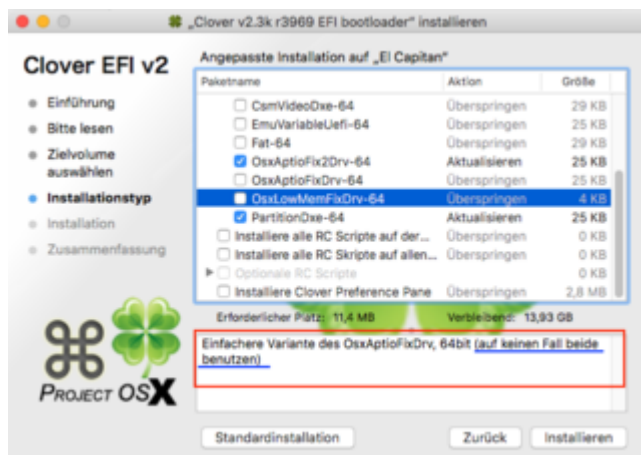 „Clover v2.3k r3969 EFI bootloader“ installieren
Clover EFI v2
Einführung
Bitte lesen
Zielvolume
auswählen
Installationstyp
Installation
Zusammenfassung
Angepasste Installation auf „El Capitan“
Paketname Aktion Größe
CsmVideoDxe-64 Überspringen 29 KB
EmuVariableUefi-64 Überspringen 25 KB
Fat-64 Überspringen 29 KB
OsxAptioFix2Drv-64 Aktualisieren 25 KB
OsxAptioFixDrv-64 Überspringen 25 KB
OsxLowMemFixDrv-64 Überspringen 4 KB
PartitionDxe-64 Aktualisieren 25 KB
Installiere alle RC Scripte auf der... Überspringen 0 KB
Installiere alle RC Skripte auf allen... Überspringen 0 KB
Optionale RC Scripte 0 KB
Installiere Clover Preference Pane Überspringen 2,8 MB
Erforderlicher Platz: 11,4 MB Verbleibend: 13,93 GB
Einfachere Variante des OsxAptioFixDrv, 64bit (auf keinen Fall beide
benutzen)
PROJECT OSX
Standardinstallation Zurück Installieren